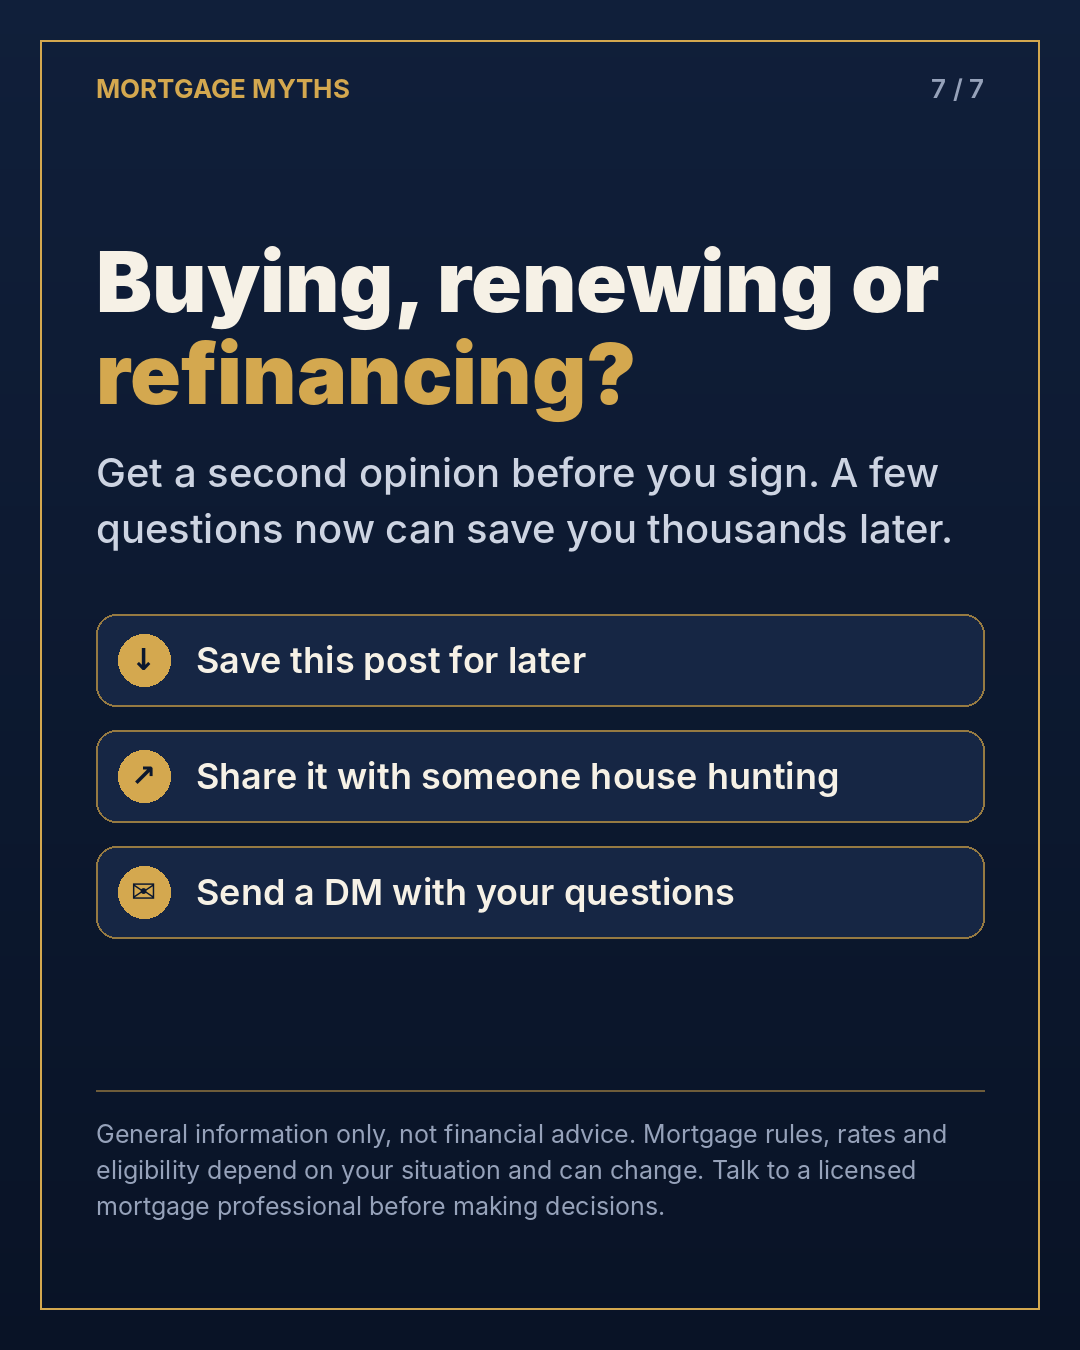 MORTGAGE MYTHS
7 / 7
Buying, renewing or
refinancing?
Get a second opinion before you sign. A few
questions now can save you thousands later.
↓ Save this post for later
↗ Share it with someone house hunting
✉ Send a DM with your questions
General information only, not financial advice. Mortgage rules, rates and
eligibility depend on your situation and can change. Talk to a licensed
mortgage professional before making decisions.